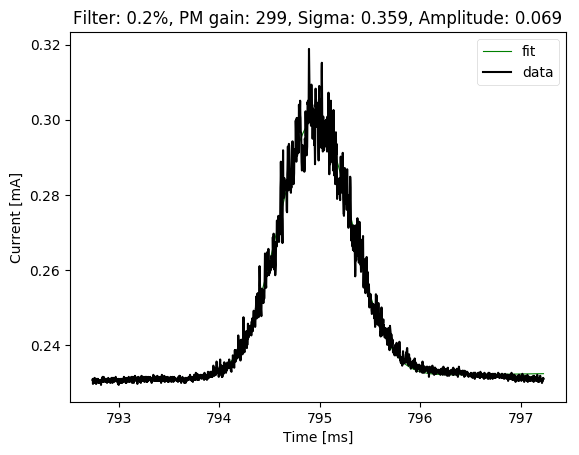 Filter: 0.2%, PM gain: 299, Sigma: 0.359, Amplitude: 0.069
fit
data
0.32
0.30
0.28
0.26
0.24
Current [mA]
793
794
795
796
797
Time [ms]